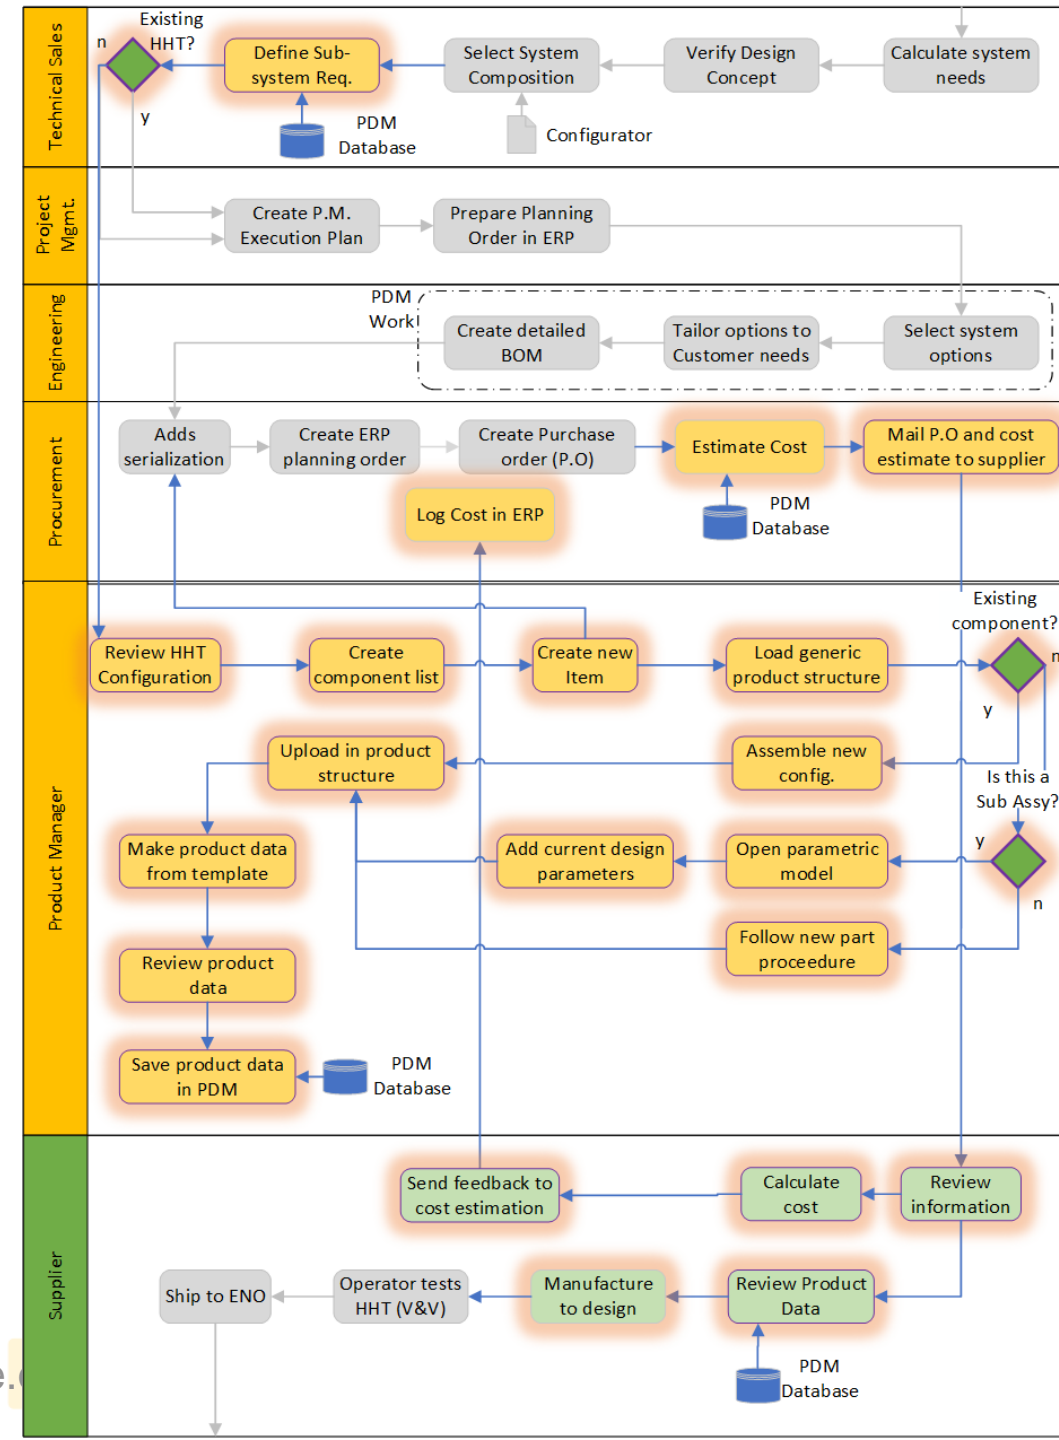 Technical Sales
Existing
HHT?
n
y
Define Sub-
system Req.
PDM
Database
Select System
Composition
Configurator
Verify Design
Concept
Calculate system
needs
Project
Mgmt.
Create P.M.
Execution Plan
Prepare Planning
Order in ERP
Engineering
PDM
Work
Create detailed
BOM
Tailor options to
Customer needs
Select system
options
Procurement
Adds
serialization
Create ERP
planning order
Create Purchase
order (P.O)
Estimate Cost
Mail P.O and cost
estimate to supplier
Log Cost in ERP
PDM
Database
Product Manager
Existing
component?
n
y
Review HHT
Configuration
Create
component list
Create new
Item
Load generic
product structure
Upload in product
structure
Assemble new
config.
Is this a
Sub Assy?
y
n
Make product data
from template
Add current design
parameters
Open parametric
model
Review product
data
Follow new part
proceedure
Save product data
in PDM
PDM
Database
Supplier
Send feedback to
cost estimation
Calculate
cost
Review
information
Ship to ENO
Operator tests
HHT (V&V)
Manufacture
to design
Review Product
Data
PDM
Database